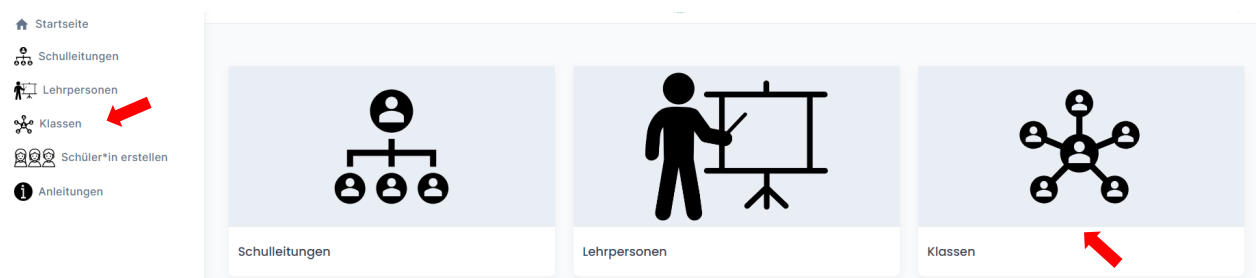 Startseite
Schulleitungen
Lehrpersonen
Klassen
Schüler*in erstellen
Anleitungen
Schulleitungen
Lehrpersonen
Klassen